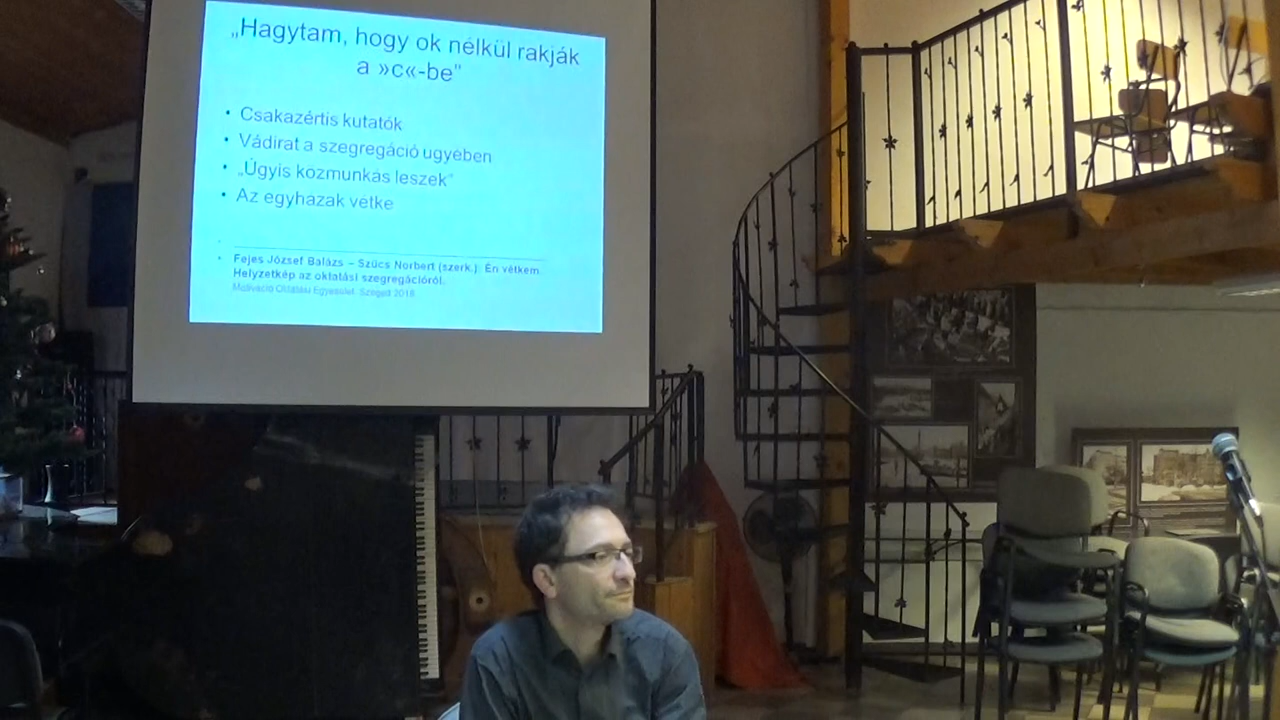 „Hagytam, hogy ok nélkül rakják
a »c«-be”
• Csakazértis kutatók
• Vádirat a szegregáció ügyében
• „Úgyis közmunkás leszek”
• Az egyházak vétke
Fejes József Balázs – Szűcs Norbert (szerk.): Én vétkem.
Helyzetkép az oktatási szegregációról.
Motiváció Oktatási Egyesület. Szeged 2018.